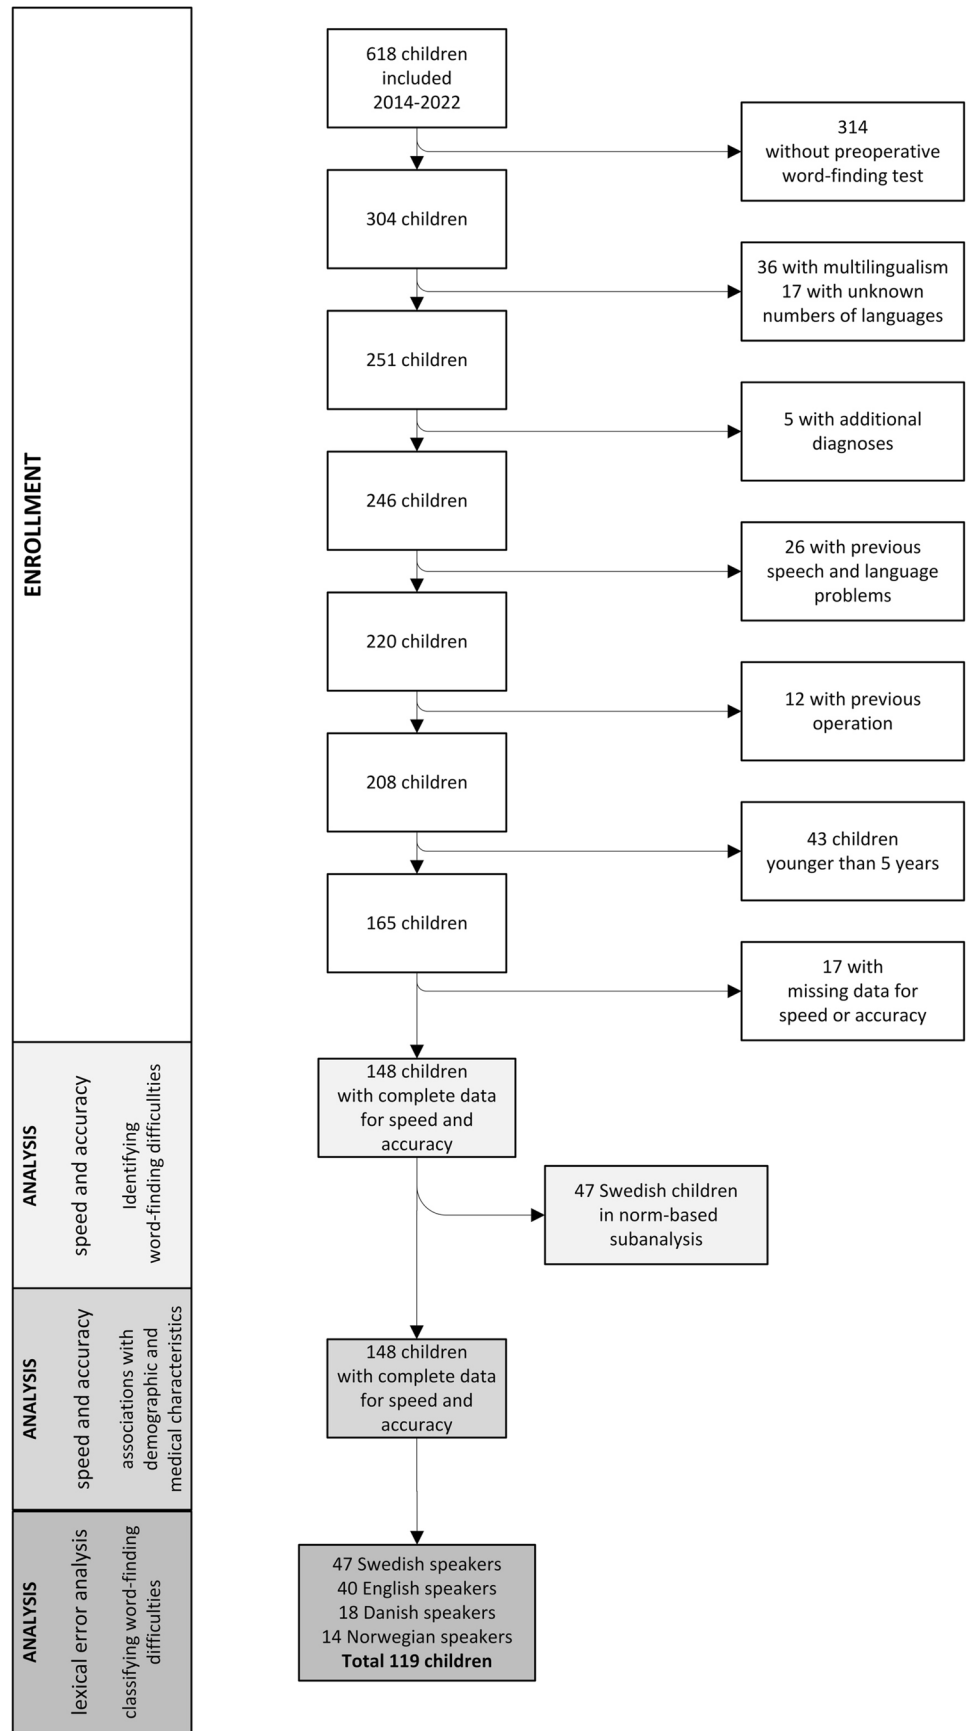 618 children
included
2014-2022
314
without preoperative
word-finding test
304 children
36 with multilingualism
17 with unknown
numbers of languages
251 children
5 with additional
diagnoses
246 children
26 with previous
speech and language
problems
220 children
12 with previous
operation
208 children
43 children
younger than 5 years
165 children
17 with
missing data for
speed or accuracy
ENROLLMENT
148 children
with complete data
for speed and
accuracy
47 Swedish children
in norm-based
subanalysis
ANALYSIS
speed and accuracy
Identifying
word-finding difficullties
148 children
with complete data
for speed and
accuracy
ANALYSIS
speed and accuracy
associations with
demographic and
medical characteristics
47 Swedish speakers
40 English speakers
18 Danish speakers
14 Norwegian speakers
Total 119 children
ANALYSIS
lexical error analysis
classifying word-finding
difficulties